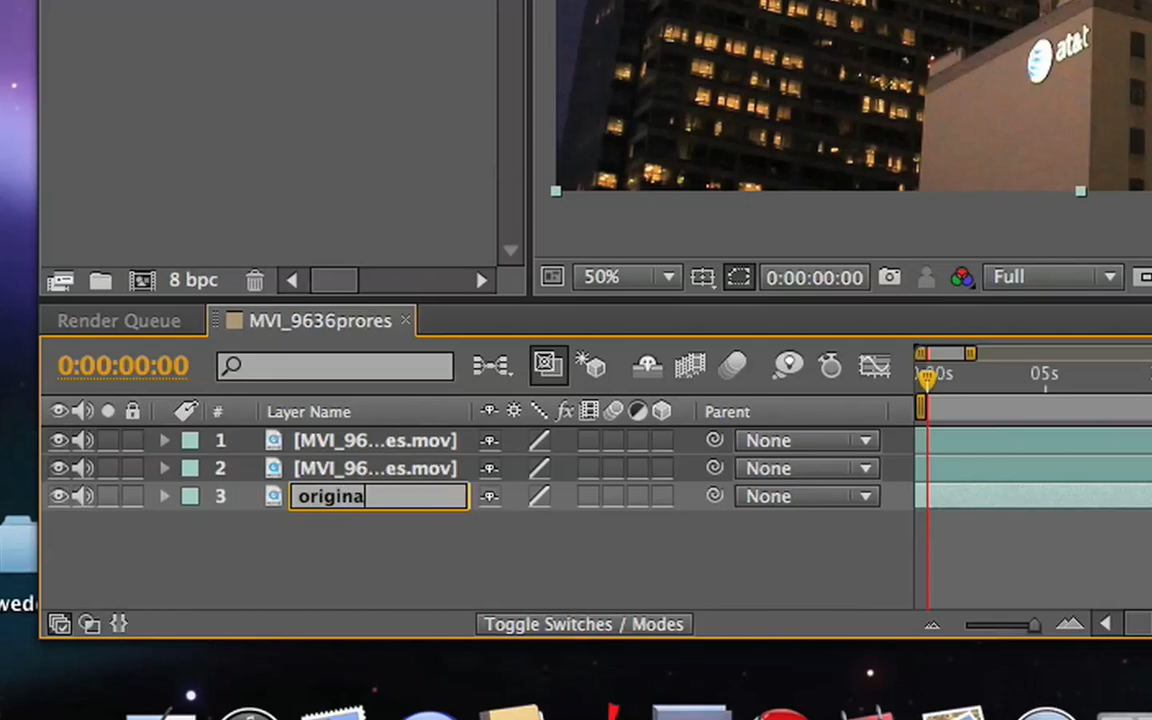 at&t
8 bpc
50%
0:00:00:00
Full
Render Queue
MVI_9636prores
0:00:00:00
05s
# Layer Name
fx
Parent
1 [MVI_96...es.mov] None
2 [MVI_96...es.mov] None
3 origina None
Toggle Switches / Modes